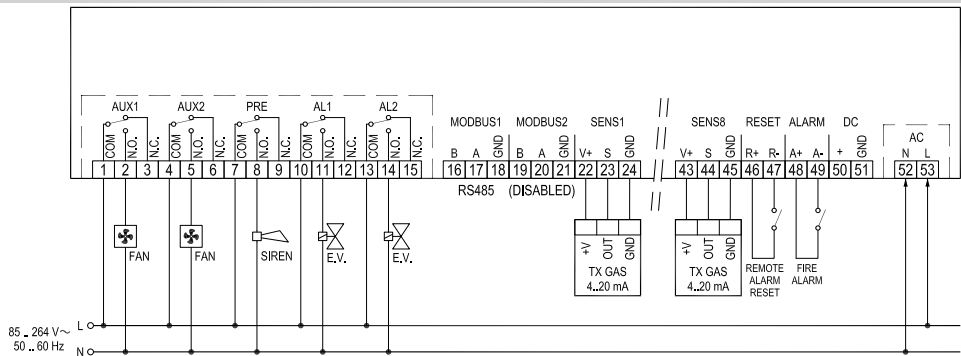 AUX1 AUX2 PRE AL1 AL2
COM N.O. N.C. COM N.O. N.C. COM N.O. N.C. COM N.O. N.C. COM N.O. N.C.
MODBUS1 MODBUS2 SENS1 SENS8 RESET ALARM DC AC
B A GND B A GND V+ S GND V+ S GND R+ R- A+ A- + GND N L
1 2 3 4 5 6 7 8 9 10 11 12 13 14 15 16 17 18 19 20 21 22 23 24 43 44 45 46 47 48 49 50 51 52 53
RS485 (DISABLED)
FAN FAN SIREN E.V. E.V.
+V OUT GND +V OUT GND
TX GAS
4..20 mA
TX GAS
4..20 mA
REMOTE
ALARM
RESET
FIRE
ALARM
85 .. 264 V~ L
50 .. 60 Hz N